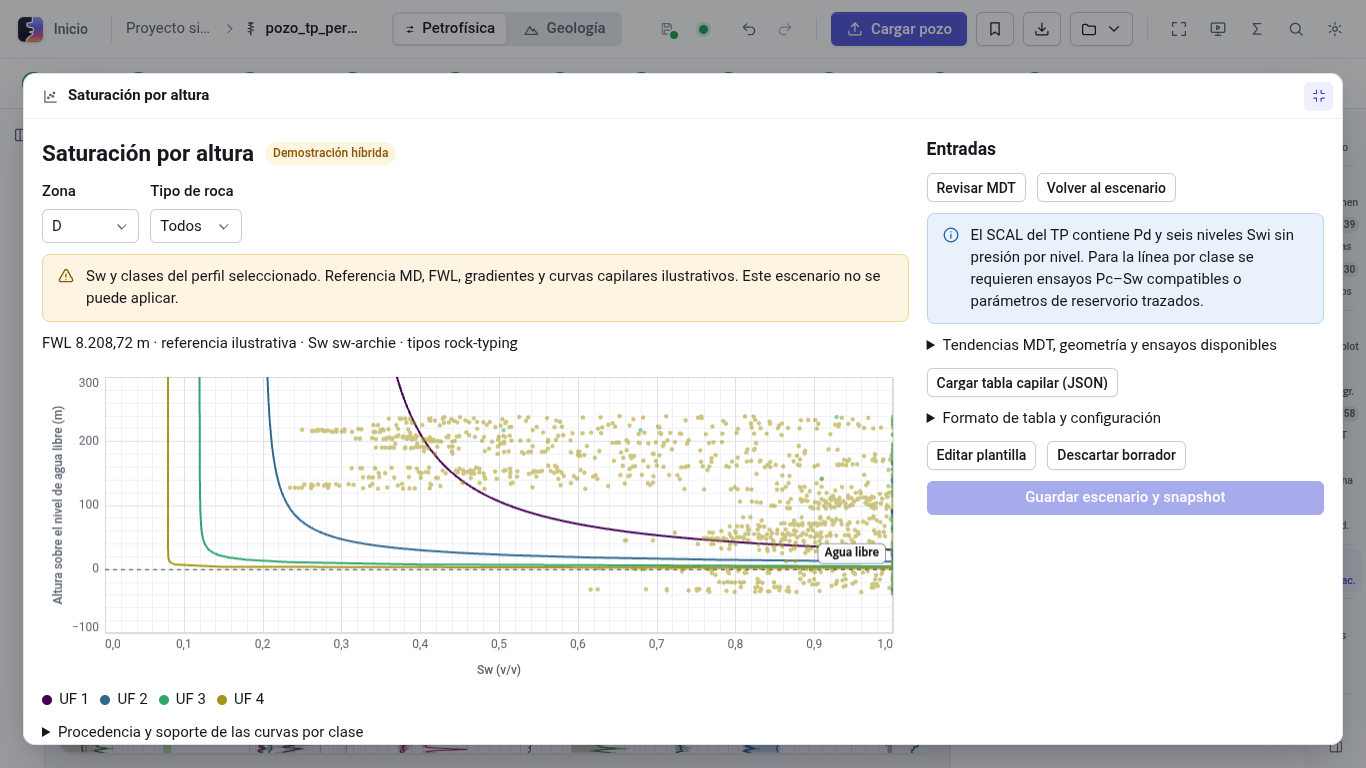 Inicio
Proyecto si...
pozo_tp_per...
Petrofísica
Geología
Cargar pozo
Saturación por altura
Saturación por altura
Demostración híbrida
Zona
Tipo de roca
D
Todos
Sw y clases del perfil seleccionado. Referencia MD, FWL, gradientes y curvas capilares ilustrativos. Este escenario no se
puede aplicar.
FWL 8.208,72 m · referencia ilustrativa · Sw sw-archie · tipos rock-typing
Altura sobre el nivel de agua libre (m)
300
200
100
0
−100
Agua libre
0,0
0,1
0,2
0,3
0,4
0,5
0,6
0,7
0,8
0,9
1,0
Sw (v/v)
UF 1
UF 2
UF 3
UF 4
Procedencia y soporte de las curvas por clase
Entradas
Revisar MDT
Volver al escenario
El SCAL del TP contiene Pd y seis niveles Swi sin
presión por nivel. Para la línea por clase se
requieren ensayos Pc–Sw compatibles o
parámetros de reservorio trazados.
Tendencias MDT, geometría y ensayos disponibles
Cargar tabla capilar (JSON)
Formato de tabla y configuración
Editar plantilla
Descartar borrador
Guardar escenario y snapshot
39
30
58